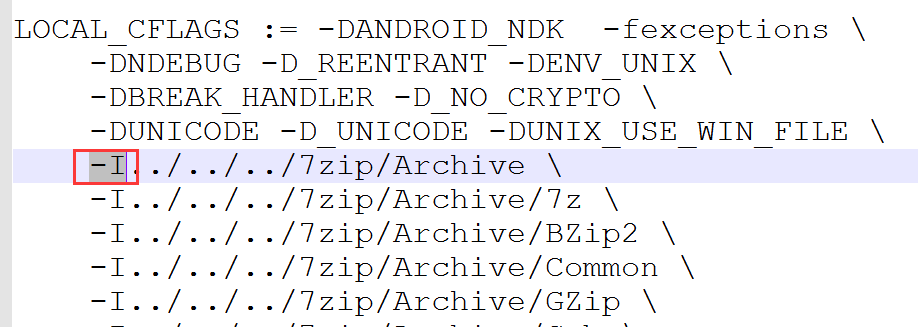 LOCAL_CFLAGS := -DANDROID_NDK  -fexceptions \
-DNDEBUG -D_REENTRANT -DENV_UNIX \
-DBREAK_HANDLER -D_NO_CRYPTO \
-DUNICODE -D_UNICODE -DUNIX_USE_WIN_FILE \
-I../../../7zip/Archive \
-I../../../7zip/Archive/7z \
-I../../../7zip/Archive/BZip2 \
-I../../../7zip/Archive/Common \
-I../../../7zip/Archive/GZip \